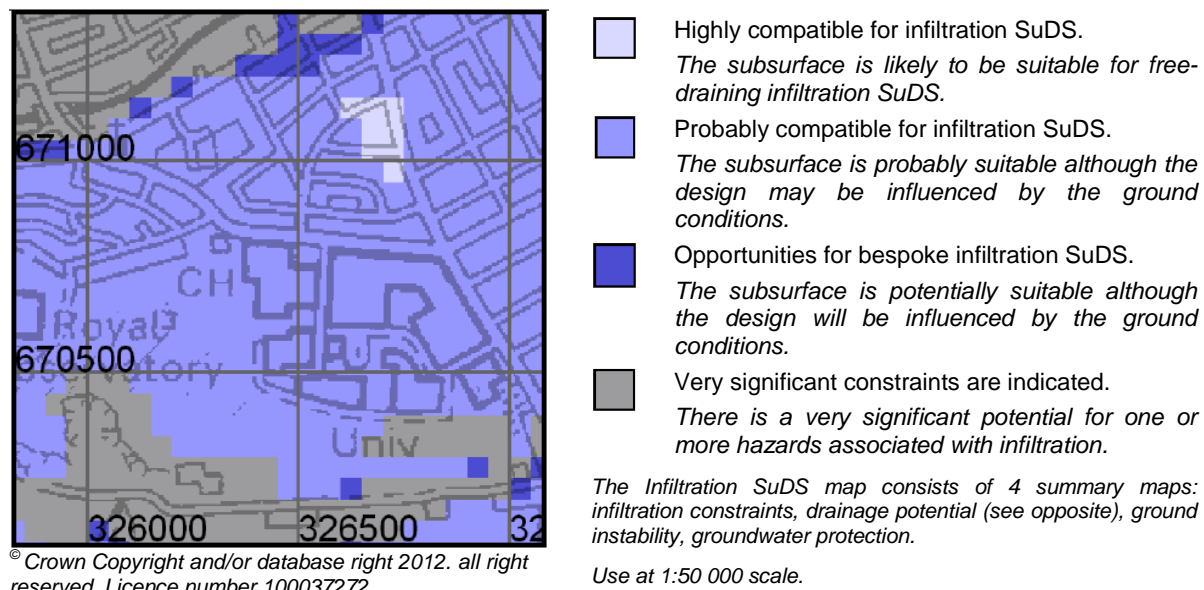 671000
CH
Royal
670500
Observatory
Univ
326000
326500
32
© Crown Copyright and/or database right 2012. all right
reserved. Licence number 100037272
Highly compatible for infiltration SuDS.
The subsurface is likely to be suitable for free-
draining infiltration SuDS.
Probably compatible for infiltration SuDS.
The subsurface is probably suitable although the
design may be influenced by the ground
conditions.
Opportunities for bespoke infiltration SuDS.
The subsurface is potentially suitable although
the design will be influenced by the ground
conditions.
Very significant constraints are indicated.
There is a very significant potential for one or
more hazards associated with infiltration.
The Infiltration SuDS map consists of 4 summary maps:
infiltration constraints, drainage potential (see opposite), ground
instability, groundwater protection.
Use at 1:50 000 scale.